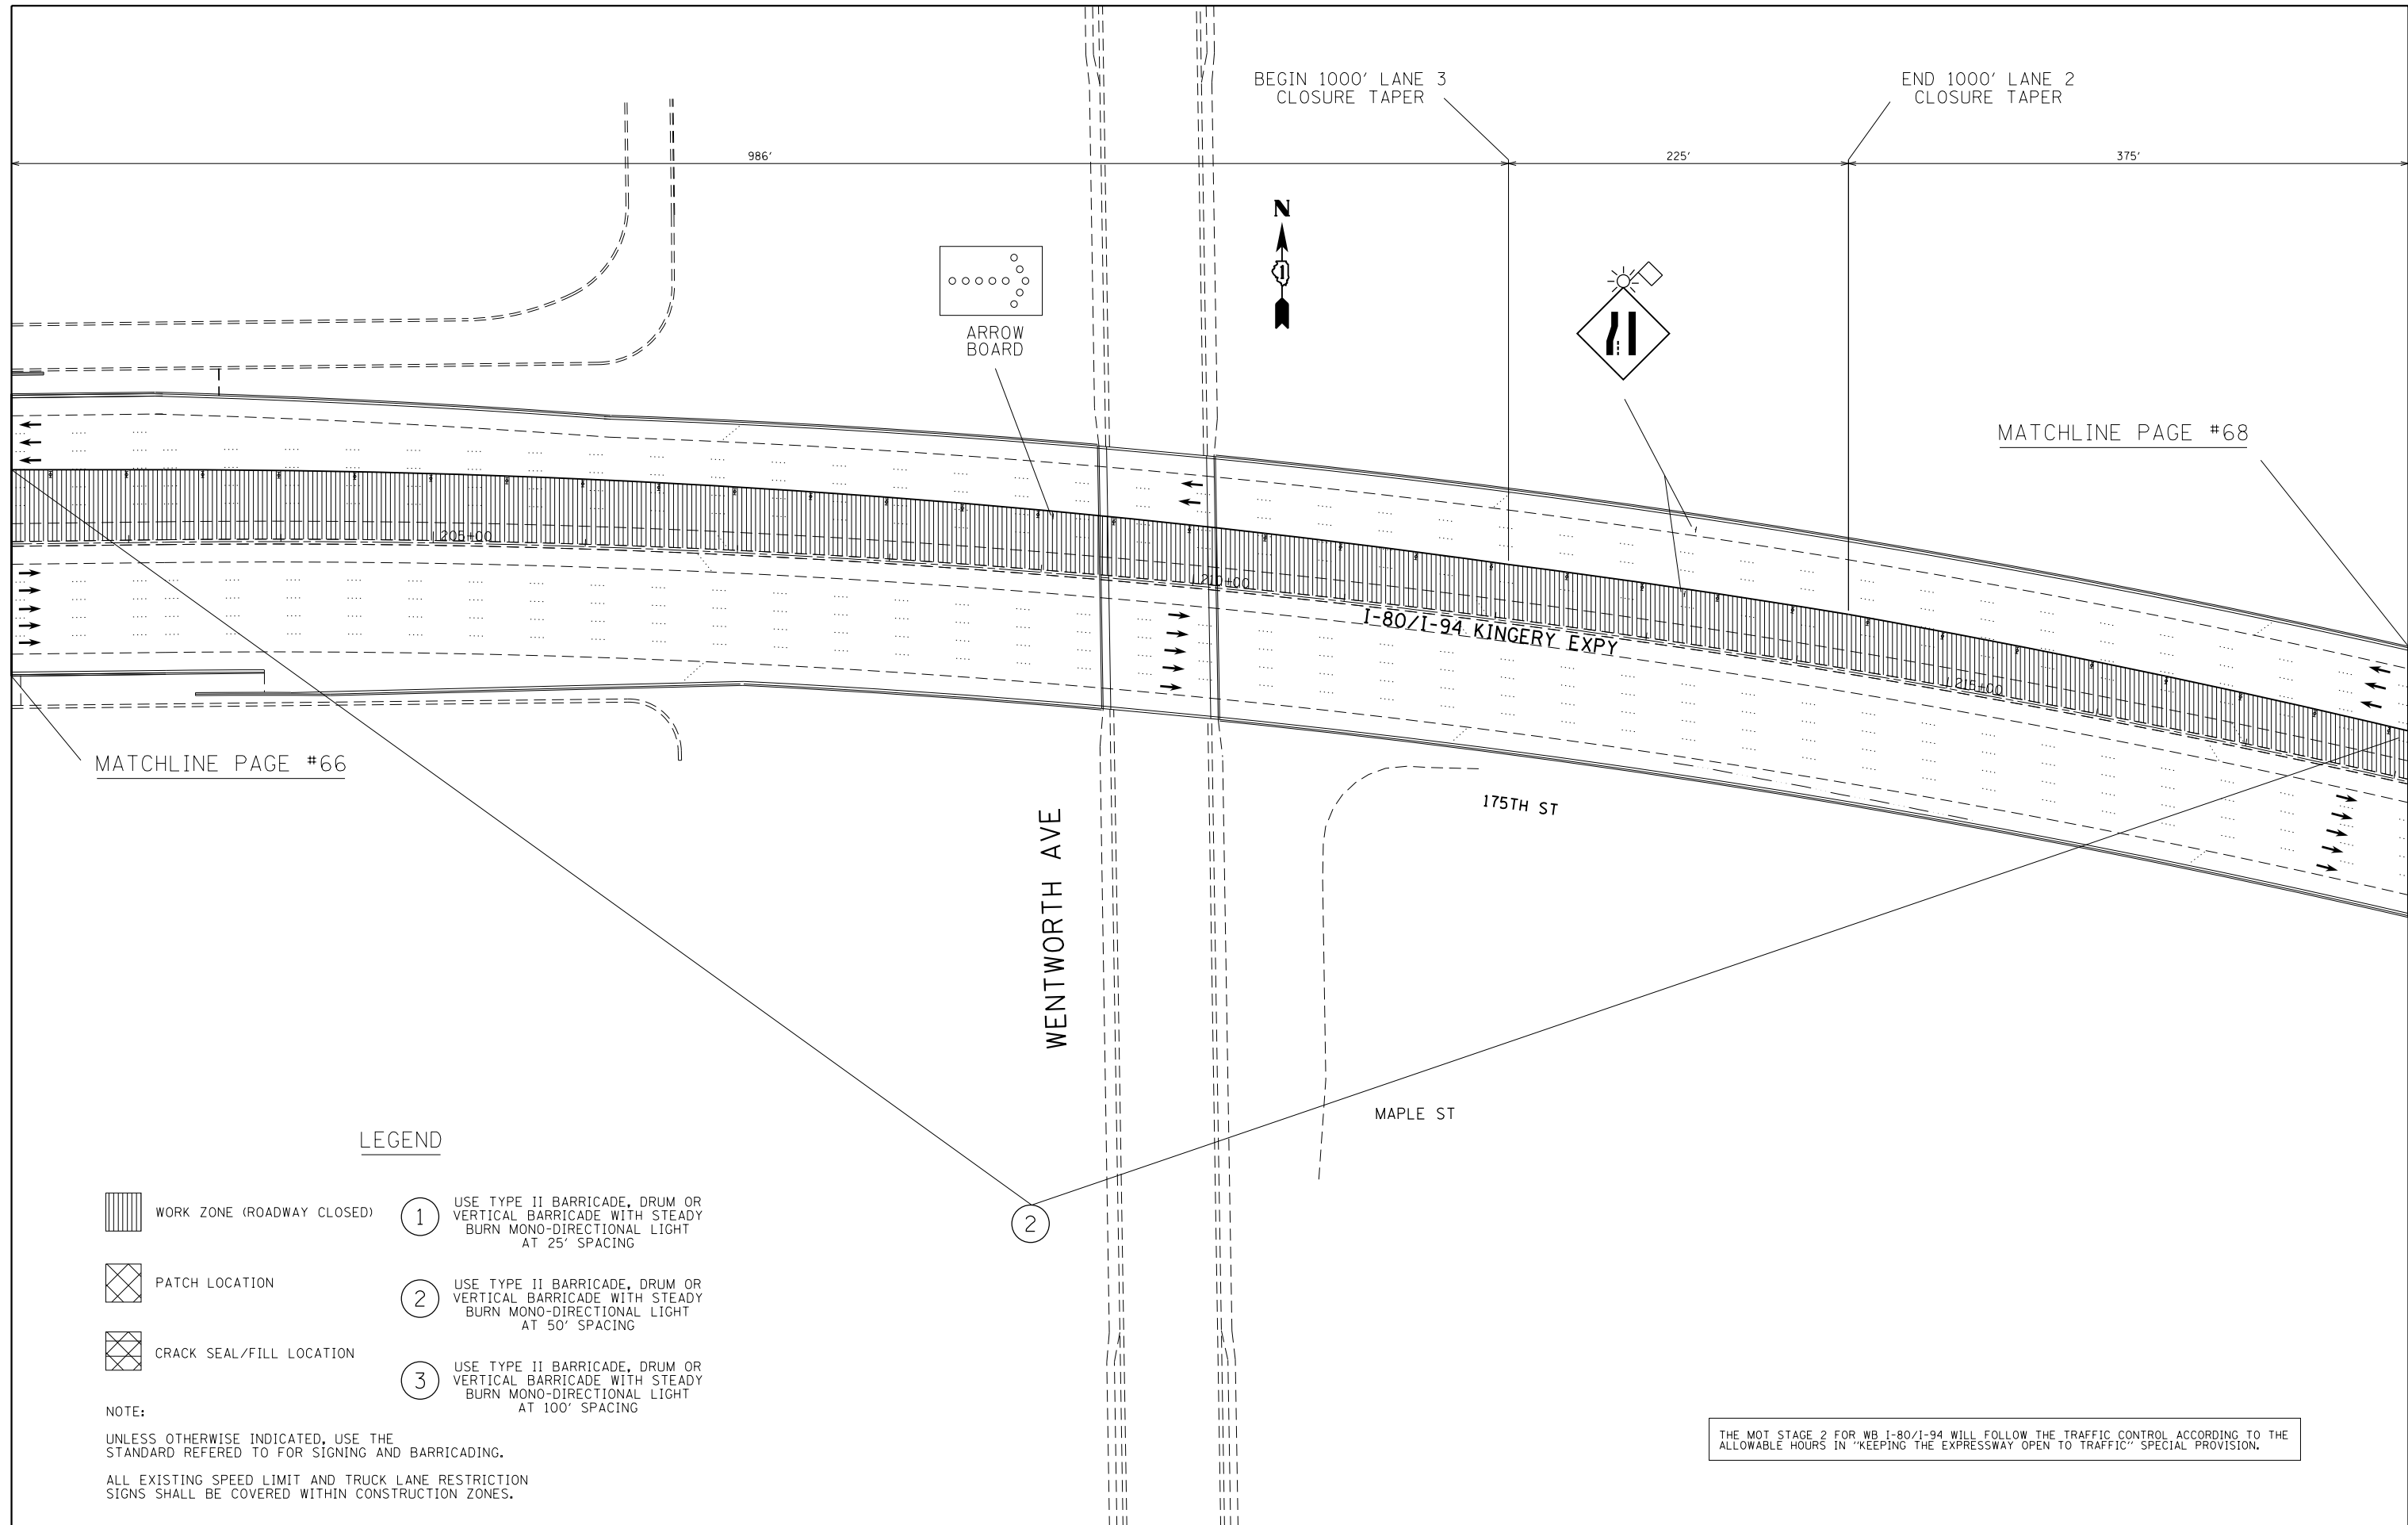 BEGIN 1000' LANE 3
CLOSURE TAPER
END 1000' LANE 2
CLOSURE TAPER
986'
225'
375'
N
1
ARROW
BOARD
MATCHLINE PAGE #68
205+00
210+00
I-80/I-94 KINGERY EXPY
215+00
MATCHLINE PAGE #66
WENTWORTH AVE
175TH ST
MAPLE ST
2
LEGEND
WORK ZONE (ROADWAY CLOSED)
PATCH LOCATION
CRACK SEAL/FILL LOCATION
1
USE TYPE II BARRICADE, DRUM OR
VERTICAL BARRICADE WITH STEADY
BURN MONO-DIRECTIONAL LIGHT
AT 25' SPACING
2
USE TYPE II BARRICADE, DRUM OR
VERTICAL BARRICADE WITH STEADY
BURN MONO-DIRECTIONAL LIGHT
AT 50' SPACING
3
USE TYPE II BARRICADE, DRUM OR
VERTICAL BARRICADE WITH STEADY
BURN MONO-DIRECTIONAL LIGHT
AT 100' SPACING
NOTE:
UNLESS OTHERWISE INDICATED, USE THE
STANDARD REFERED TO FOR SIGNING AND BARRICADING.
ALL EXISTING SPEED LIMIT AND TRUCK LANE RESTRICTION
SIGNS SHALL BE COVERED WITHIN CONSTRUCTION ZONES.
THE MOT STAGE 2 FOR WB I-80/I-94 WILL FOLLOW THE TRAFFIC CONTROL ACCORDING TO THE
ALLOWABLE HOURS IN "KEEPING THE EXPRESSWAY OPEN TO TRAFFIC" SPECIAL PROVISION.